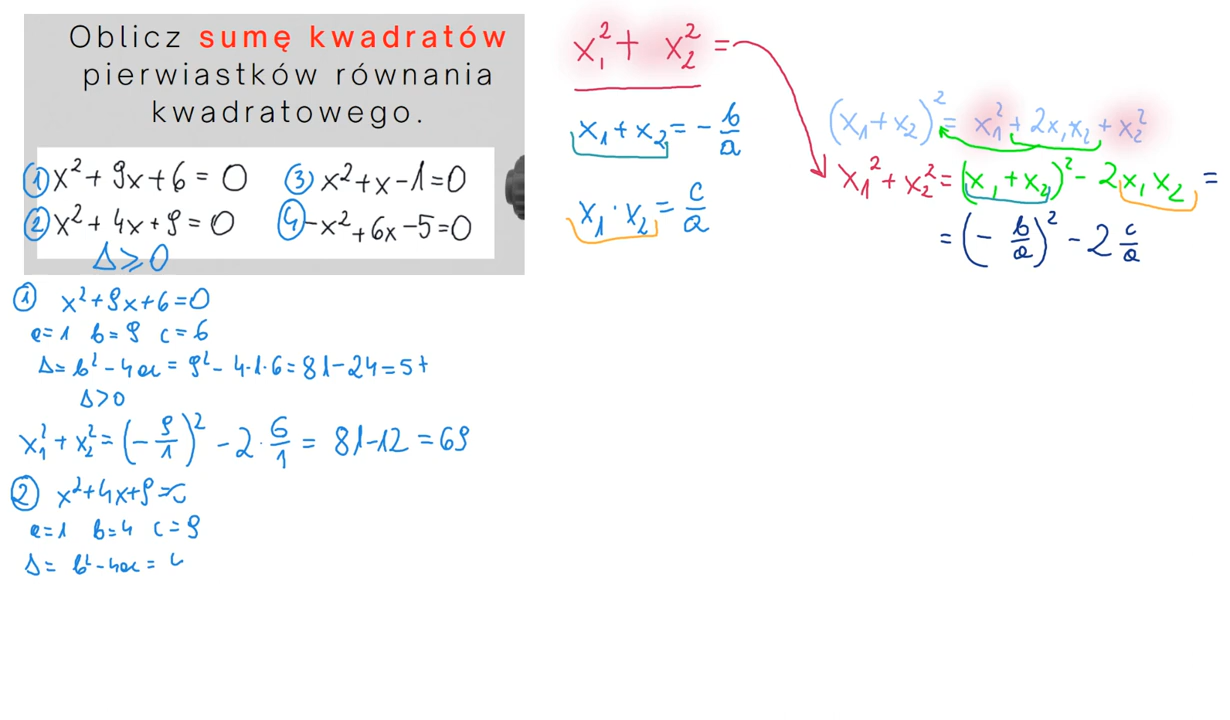 Oblicz sumę kwadratów
pierwiastków równania
kwadratowego.
① x² + 9x + 6 = 0
③ x² + x − 1 = 0
② x² + 4x + 9 = 0
④ −x² + 6x − 5 = 0
Δ ⩾ 0
① x² + 9x + 6 = 0
a = 1 b = 9 c = 6
Δ = b² − 4ac = 9² − 4·1·6 = 81 − 24 = 57
Δ > 0
x₁² + x₂² = (− 9/1)² − 2 · 6/1 = 81 − 12 = 69
② x² + 4x + 9 = 0
a = 1 b = 4 c = 9
Δ = b² − 4ac = 4
x₁² + x₂² =
x₁ + x₂ = − b/a
x₁ · x₂ = c/a
(x₁ + x₂)² = x₁² + 2x₁x₂ + x₂²
x₁² + x₂² = (x₁ + x₂)² − 2x₁x₂ =
= (− b/a)² − 2 c/a